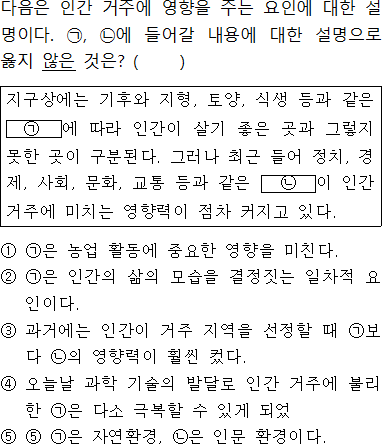 다음은 인간 거주에 영향을 주는 요인에 대한 설
명이다. ㉠, ㉡에 들어갈 내용에 대한 설명으로
옳지 않은 것은? (     )
지구상에는 기후와 지형, 토양, 식생 등과 같은
㉠에 따라 인간이 살기 좋은 곳과 그렇지
못한 곳이 구분된다. 그러나 최근 들어 정치, 경
제, 사회, 문화, 교통 등과 같은 ㉡이 인간
거주에 미치는 영향력이 점차 커지고 있다.
① ㉠은 농업 활동에 중요한 영향을 미친다.
② ㉠은 인간의 삶의 모습을 결정짓는 일차적 요
인이다.
③ 과거에는 인간이 거주 지역을 선정할 때 ㉠보
다 ㉡의 영향력이 훨씬 컸다.
④ 오늘날 과학 기술의 발달로 인간 거주에 불리
한 ㉠은 다소 극복할 수 있게 되었
⑤ ⑤ ㉠은 자연환경, ㉡은 인문 환경이다.